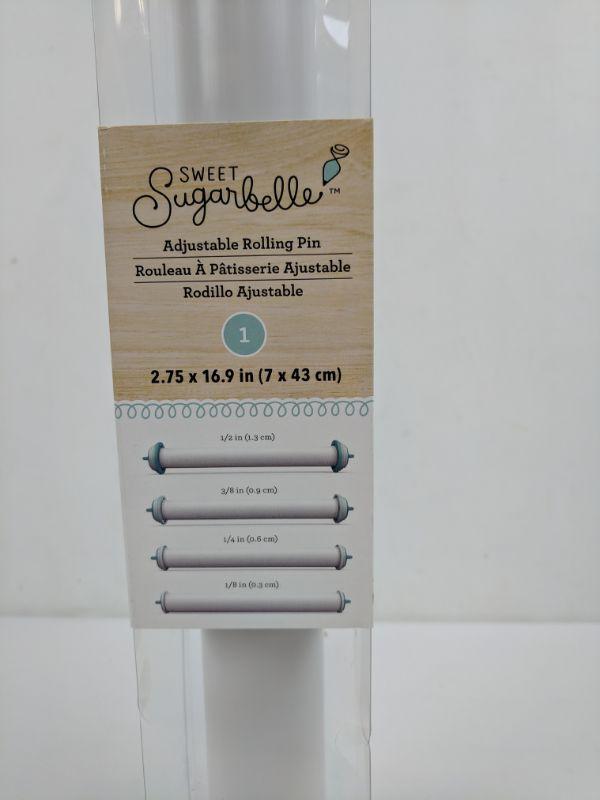 SWEET
Sugarbelle™
Adjustable Rolling Pin
Rouleau À Pâtisserie Ajustable
Rodillo Ajustable
1
2.75 x 16.9 in (7 x 43 cm)
1/2 in (1.3 cm)
3/8 in (0.9 cm)
1/4 in (0.6 cm)
1/8 in (0.3 cm)